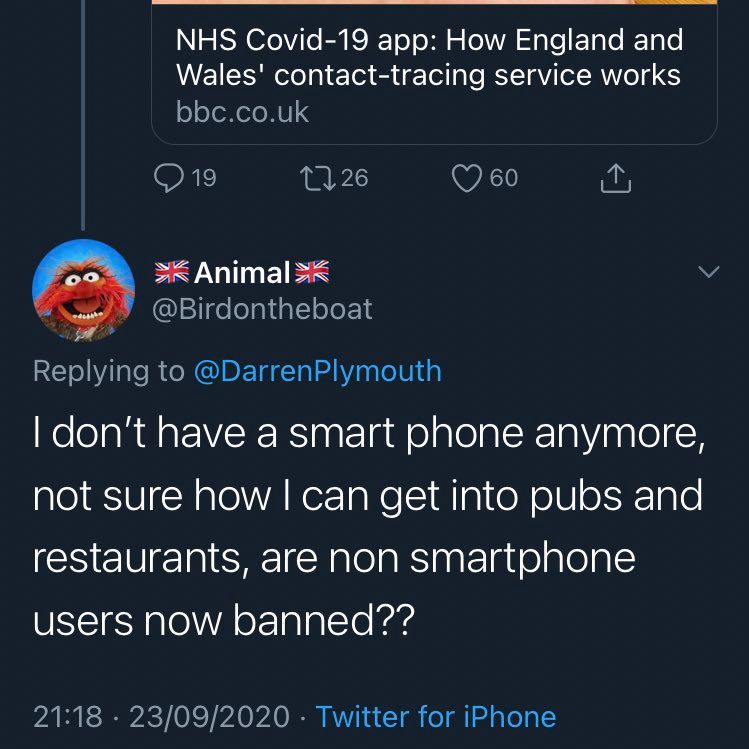 NHS Covid-19 app: How England and
Wales' contact-tracing service works
bbc.co.uk
19 26 60
🇬🇧Animal🇬🇧
@Birdontheboat
Replying to @DarrenPlymouth
I don’t have a smart phone anymore,
not sure how I can get into pubs and
restaurants, are non smartphone
users now banned??
21:18 · 23/09/2020 · Twitter for iPhone